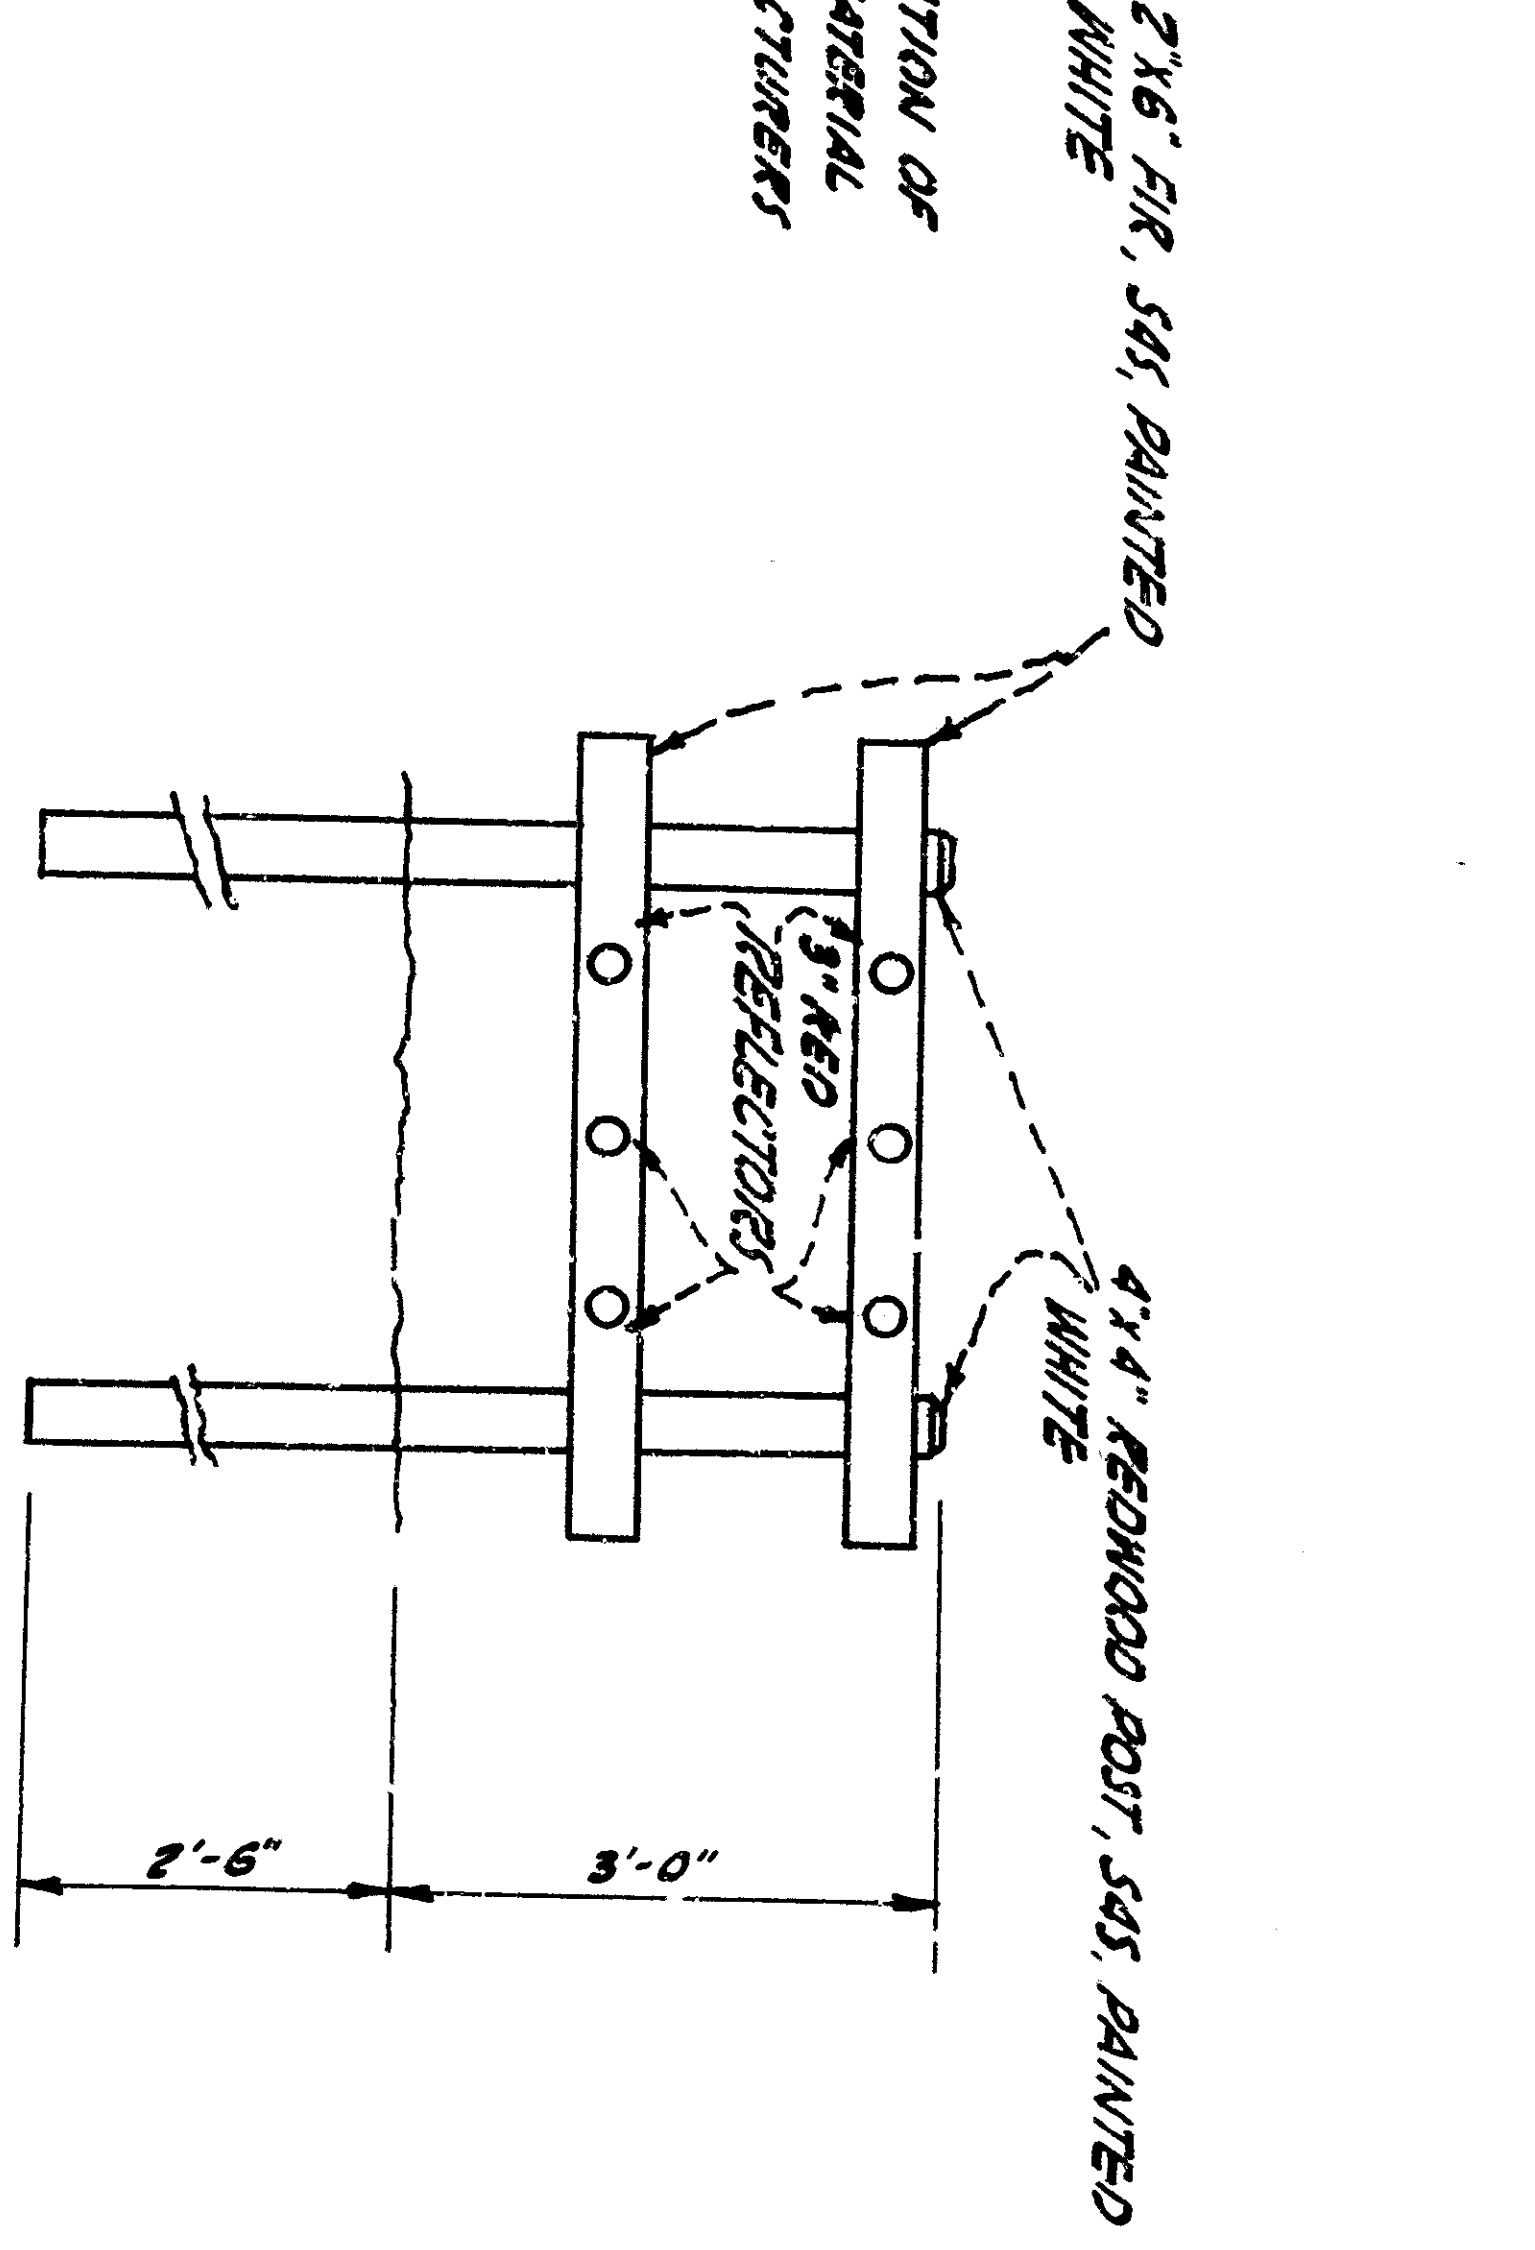 2"X6" FIR, S4S, PAINTED
WHITE
TION OF
ATERIAL
CTURERS
3" RED
REFLECTORS
4"X4" REDWOOD POST, S4S, PAINTED
WHITE
3'-0"
2'-6"